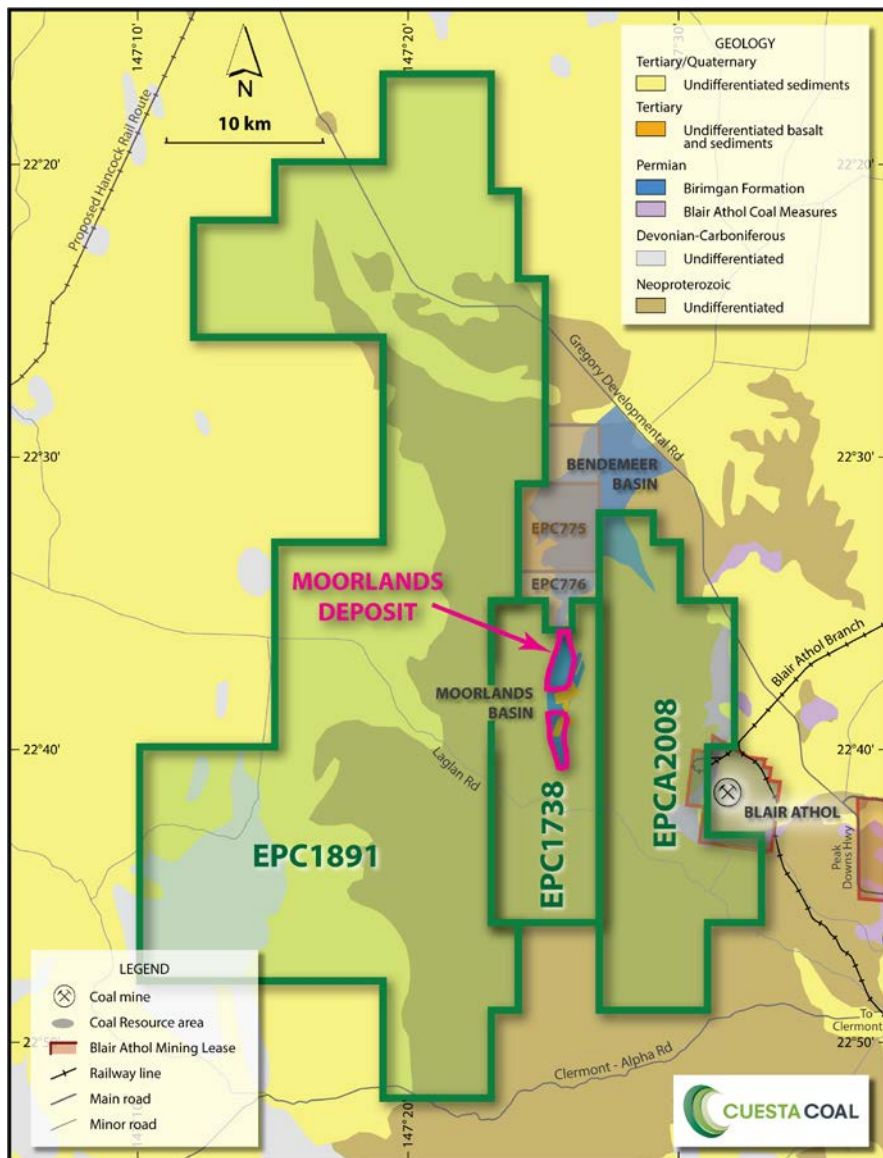 147°10'
147°20'
147°30'
N
10 km
Proposed Hancock Rail Route
22°20'
22°20'
GEOLOGY
Tertiary/Quaternary
Undifferentiated sediments
Tertiary
Undifferentiated basalt
and sediments
Permian
Birimgan Formation
Blair Athol Coal Measures
Devonian-Carboniferous
Undifferentiated
Neoproterozoic
Undifferentiated
Gregory Developmental Rd
22°30'
22°30'
BENDEMEER
BASIN
EPC775
EPC776
MOORLANDS
DEPOSIT
MOORLANDS
BASIN
Blair Athol Branch
22°40'
22°40'
Laglan Rd
EPC1891
EPC1738
EPCA2008
BLAIR ATHOL
Peak
Downs Hwy
LEGEND
Coal mine
Coal Resource area
Blair Athol Mining Lease
Railway line
Main road
Minor road
22°50'
22°50'
To
Clermont
Clermont - Alpha Rd
147°10'
147°20'
CUESTA COAL